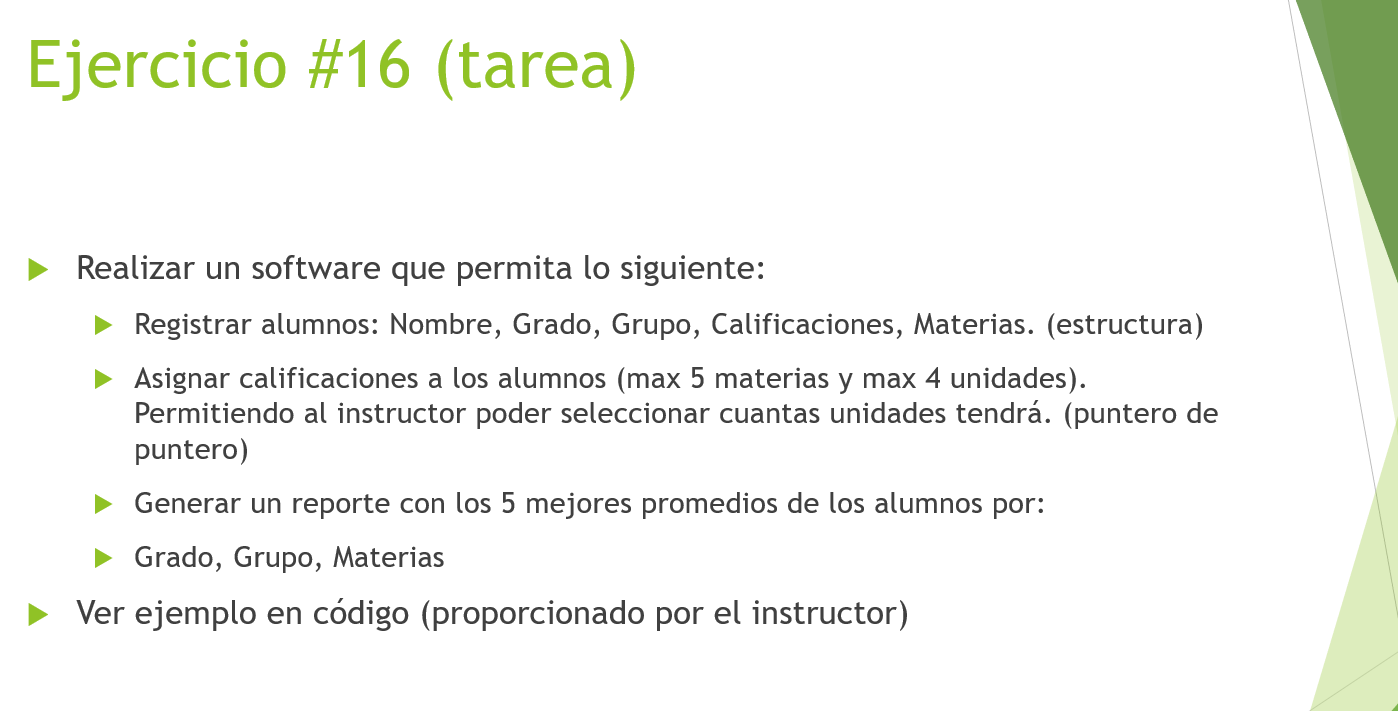 Ejercicio #16 (tarea)
Realizar un software que permita lo siguiente:
Registrar alumnos: Nombre, Grado, Grupo, Calificaciones, Materias. (estructura)
Asignar calificaciones a los alumnos (max 5 materias y max 4 unidades).
Permitiendo al instructor poder seleccionar cuantas unidades tendrá. (puntero de
puntero)
Generar un reporte con los 5 mejores promedios de los alumnos por:
Grado, Grupo, Materias
Ver ejemplo en código (proporcionado por el instructor)